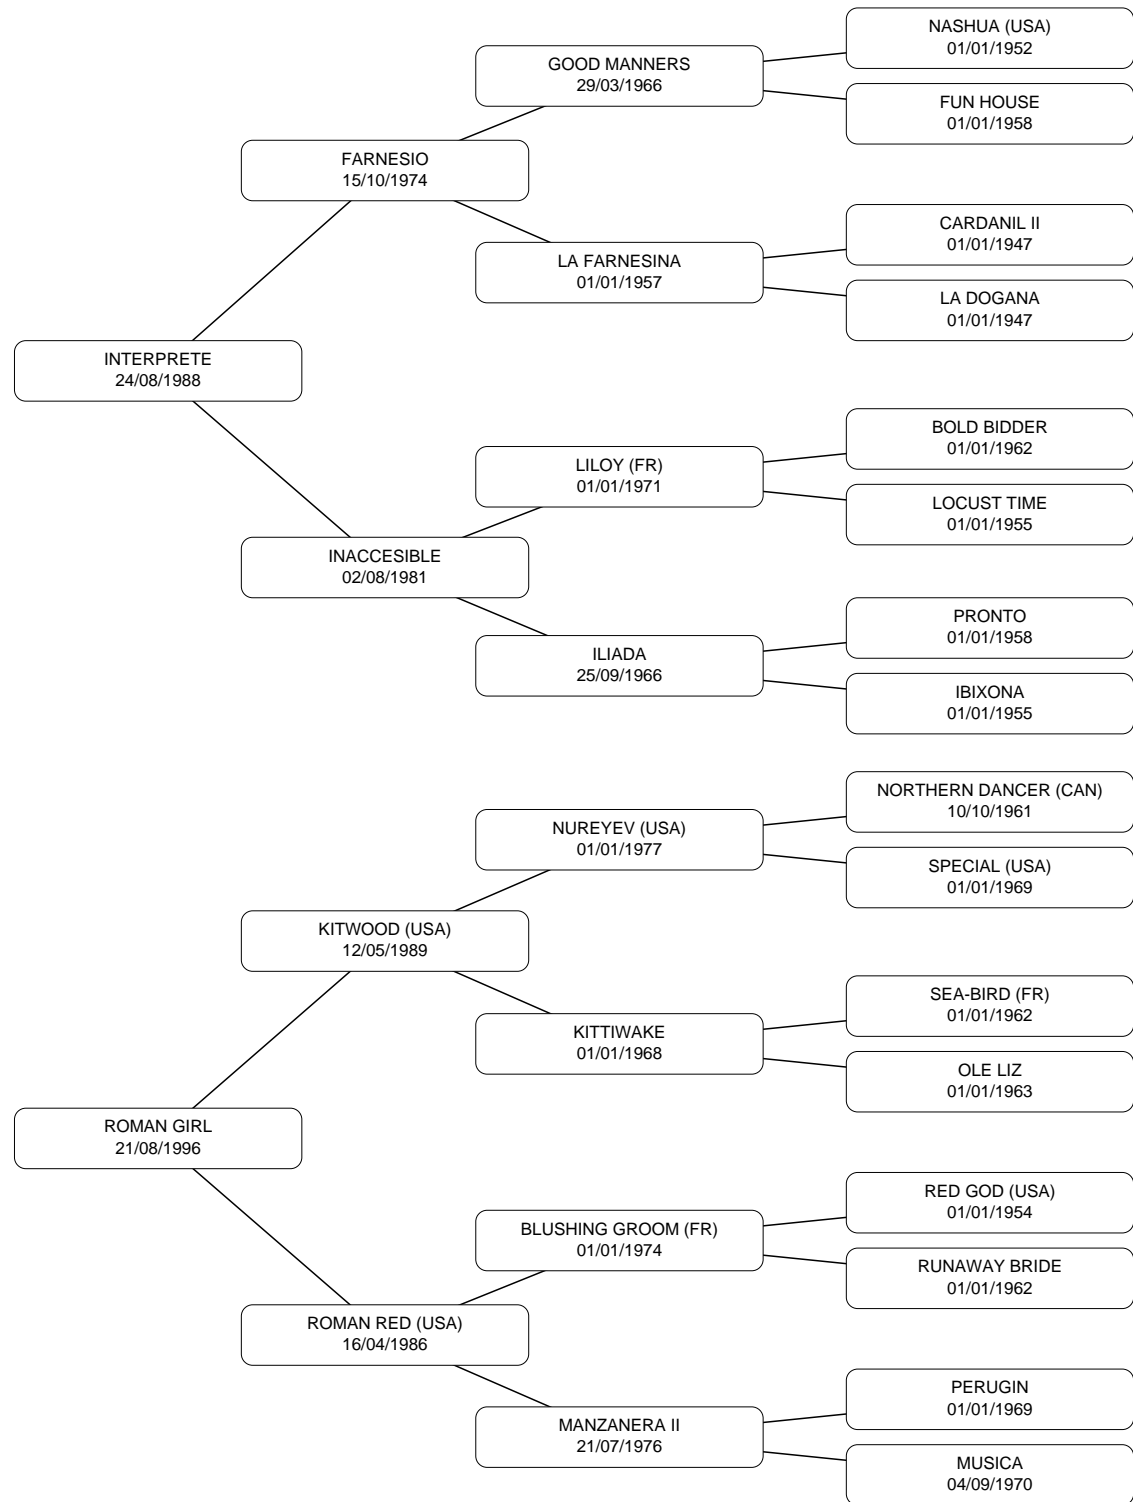 NASHUA (USA)
01/01/1952
GOOD MANNERS
29/03/1966
FUN HOUSE
01/01/1958
FARNESIO
15/10/1974
CARDANIL II
01/01/1947
LA FARNESINA
01/01/1957
LA DOGANA
01/01/1947
INTERPRETE
24/08/1988
BOLD BIDDER
01/01/1962
LILOY (FR)
01/01/1971
LOCUST TIME
01/01/1955
INACCESIBLE
02/08/1981
PRONTO
01/01/1958
ILIADA
25/09/1966
IBIXONA
01/01/1955
NORTHERN DANCER (CAN)
10/10/1961
NUREYEV (USA)
01/01/1977
SPECIAL (USA)
01/01/1969
KITWOOD (USA)
12/05/1989
SEA-BIRD (FR)
01/01/1962
KITTIWAKE
01/01/1968
OLE LIZ
01/01/1963
ROMAN GIRL
21/08/1996
RED GOD (USA)
01/01/1954
BLUSHING GROOM (FR)
01/01/1974
RUNAWAY BRIDE
01/01/1962
ROMAN RED (USA)
16/04/1986
PERUGIN
01/01/1969
MANZANERA II
21/07/1976
MUSICA
04/09/1970